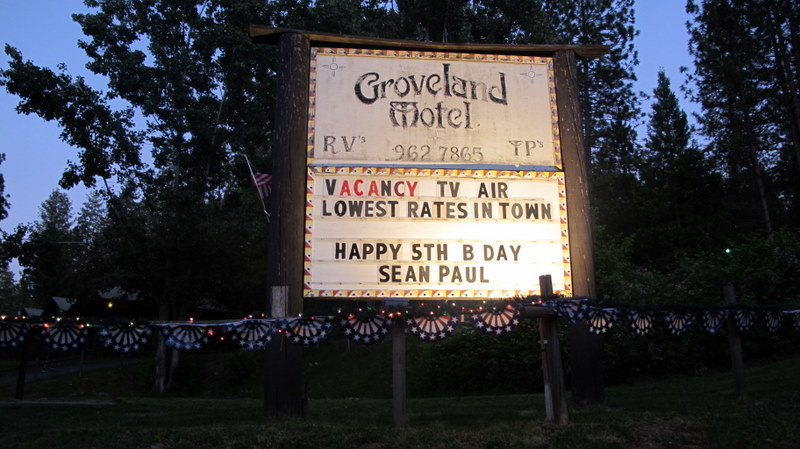 Groveland
Motel
RV's 962 7865 TP's
VACANCY TV AIR
LOWEST RATES IN TOWN
HAPPY 5TH B DAY
SEAN PAUL